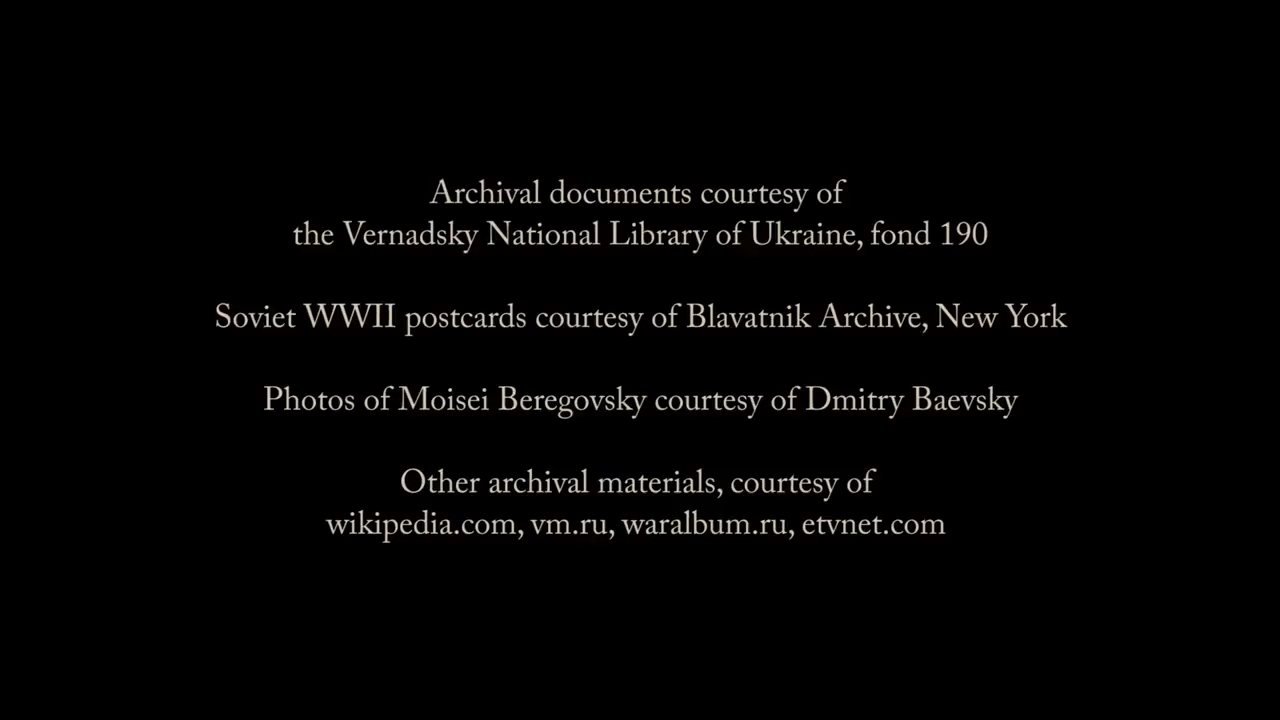 Archival documents courtesy of
the Vernadsky National Library of Ukraine, fond 190
Soviet WWII postcards courtesy of Blavatnik Archive, New York
Photos of Moisei Beregovsky courtesy of Dmitry Baevsky
Other archival materials, courtesy of
wikipedia.com, vm.ru, waralbum.ru, etvnet.com